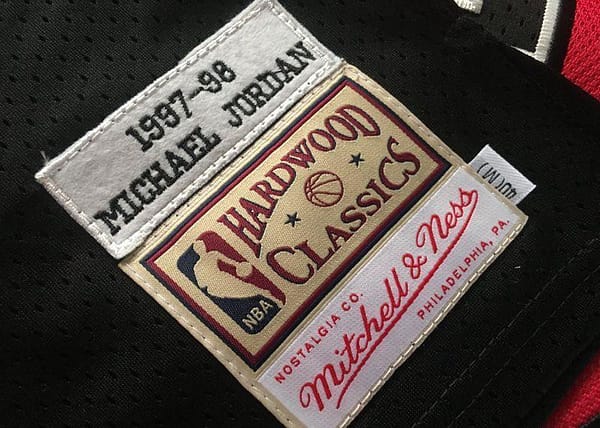 1997-98
MICHAEL JORDAN
HARDWOOD
CLASSICS
NBA
NOSTALGIA CO.
Mitchell & Ness
PHILADELPHIA, PA.